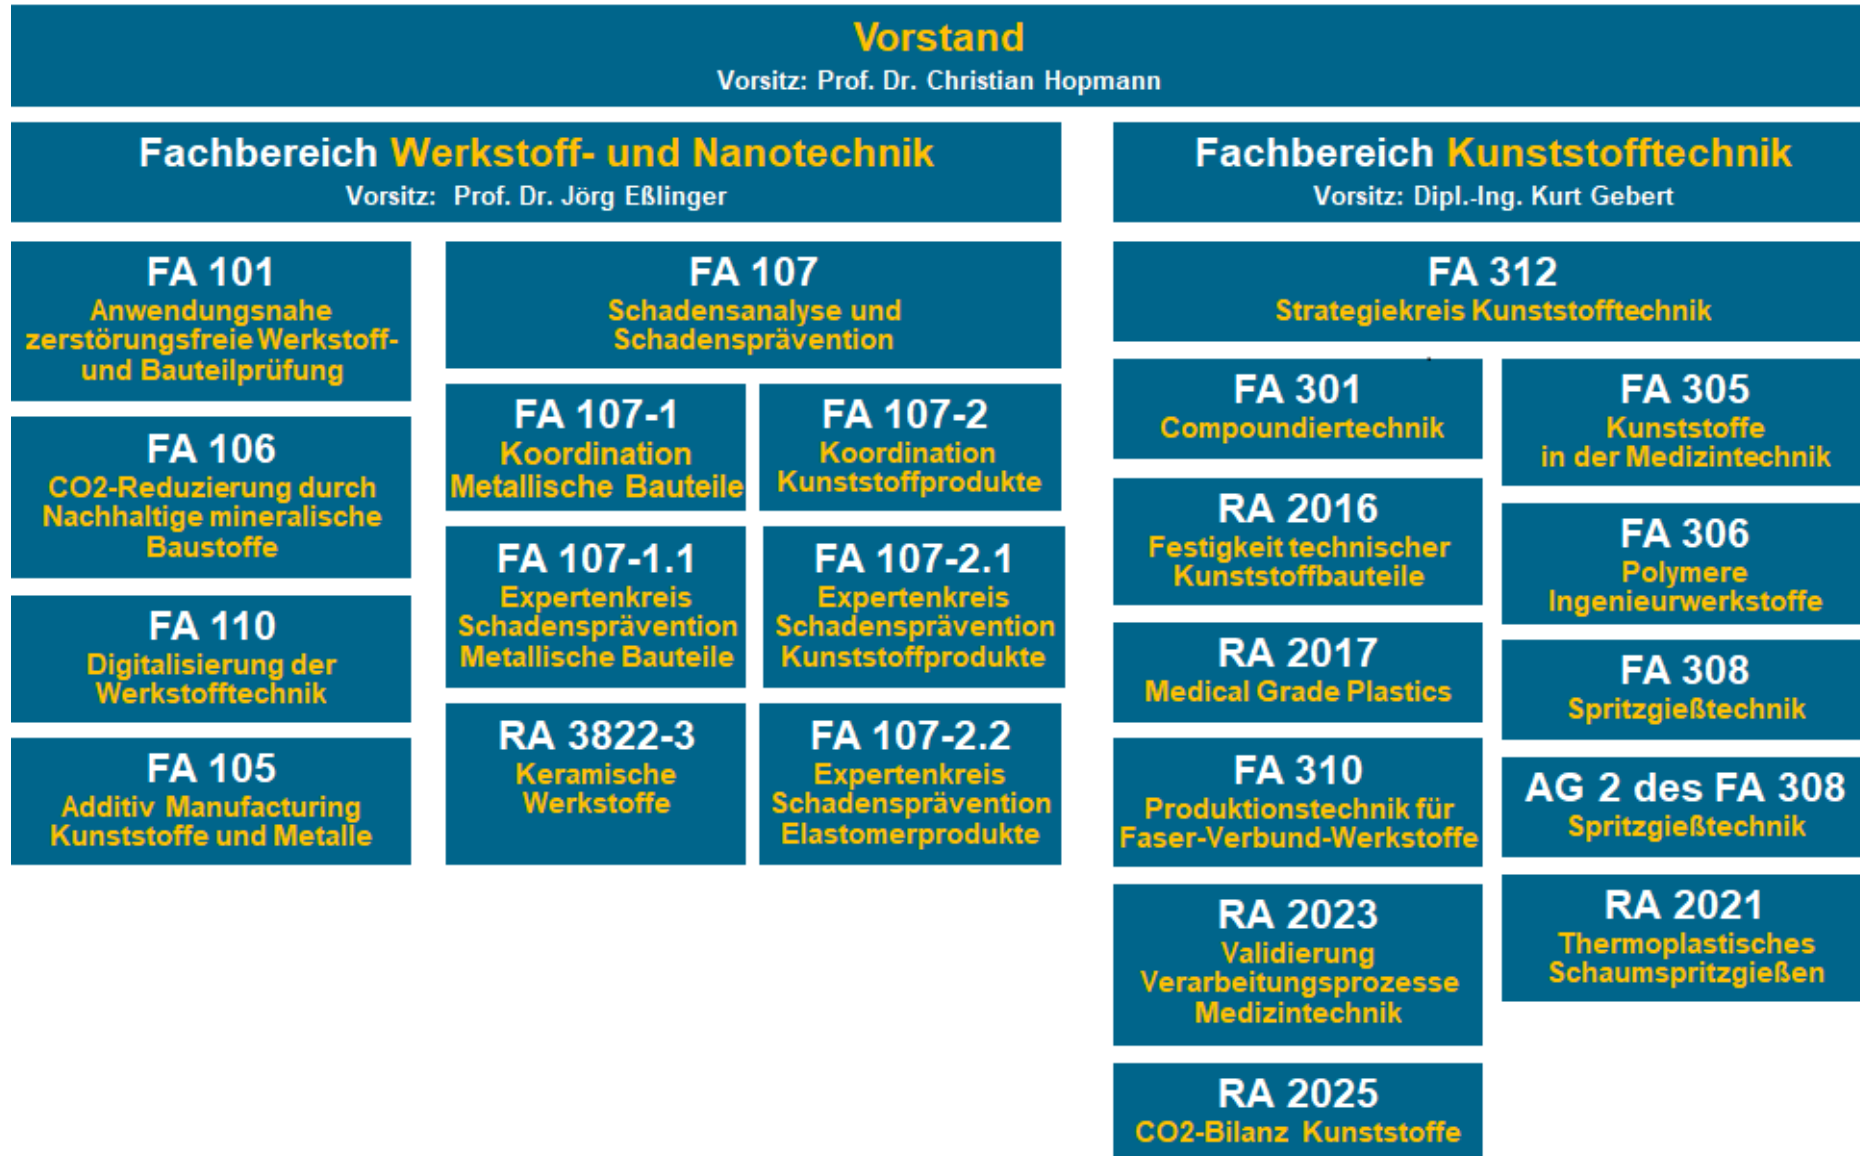 Vorstand
Vorsitz: Prof. Dr. Christian Hopmann
Fachbereich Werkstoff- und Nanotechnik
Vorsitz: Prof. Dr. Jörg Eßlinger
FA 101
Anwendungsnahe
zerstörungsfreie Werkstoff-
und Bauteilprüfung
FA 106
CO2-Reduzierung durch
Nachhaltige mineralische
Baustoffe
FA 110
Digitalisierung der
Werkstofftechnik
FA 105
Additiv Manufacturing
Kunststoffe und Metalle
FA 107
Schadensanalyse und
Schadensprävention
FA 107-1
Koordination
Metallische Bauteile
FA 107-2
Koordination
Kunststoffprodukte
FA 107-1.1
Expertenkreis
Schadensprävention
Metallische Bauteile
FA 107-2.1
Expertenkreis
Schadensprävention
Kunststoffprodukte
RA 3822-3
Keramische
Werkstoffe
FA 107-2.2
Expertenkreis
Schadensprävention
Elastomerprodukte
Fachbereich Kunststofftechnik
Vorsitz: Dipl.-Ing. Kurt Gebert
FA 312
Strategiekreis Kunststofftechnik
FA 301
Compoundiertechnik
RA 2016
Festigkeit technischer
Kunststoffbauteile
RA 2017
Medical Grade Plastics
FA 310
Produktionstechnik für
Faser-Verbund-Werkstoffe
RA 2023
Validierung
Verarbeitungsprozesse
Medizintechnik
RA 2025
CO2-Bilanz Kunststoffe
FA 305
Kunststoffe
in der Medizintechnik
FA 306
Polymere
Ingenieurwerkstoffe
FA 308
Spritzgießtechnik
AG 2 des FA 308
Spritzgießtechnik
RA 2021
Thermoplastisches
Schaumspritzgießen